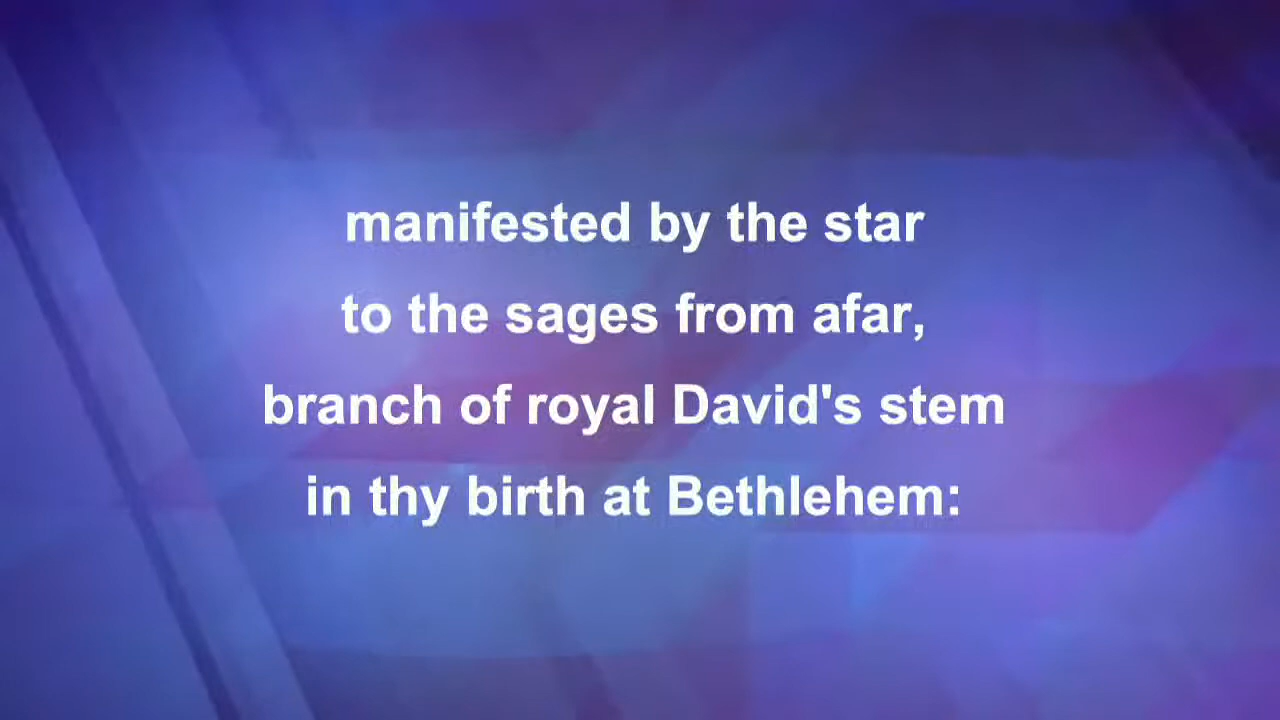 manifested by the star
to the sages from afar,
branch of royal David's stem
in thy birth at Bethlehem: